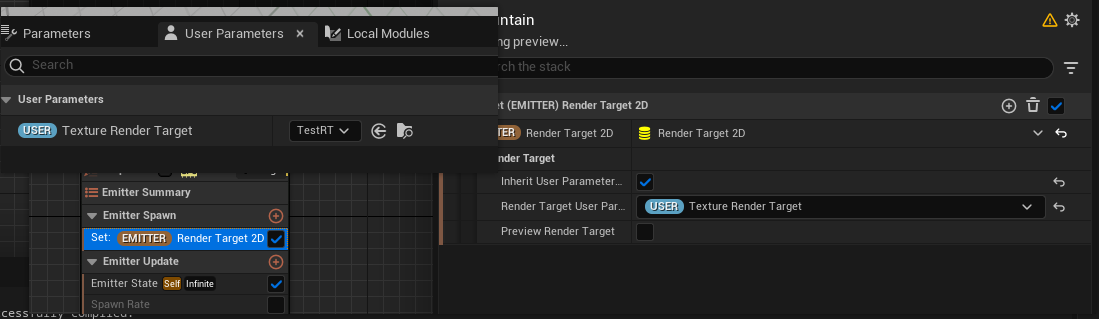 Parameters
User Parameters
Local Modules
Search
User Parameters
USER Texture Render Target
TestRT
Emitter Summary
Emitter Spawn
Set: EMITTER Render Target 2D
Emitter Update
Emitter State Self Infinite
Spawn Rate
cessfully compiled.
ntain
ng preview...
rch the stack
et (EMITTER) Render Target 2D
TER Render Target 2D
Render Target 2D
nder Target
Inherit User Parameter...
Render Target User Par...
USER Texture Render Target
Preview Render Target